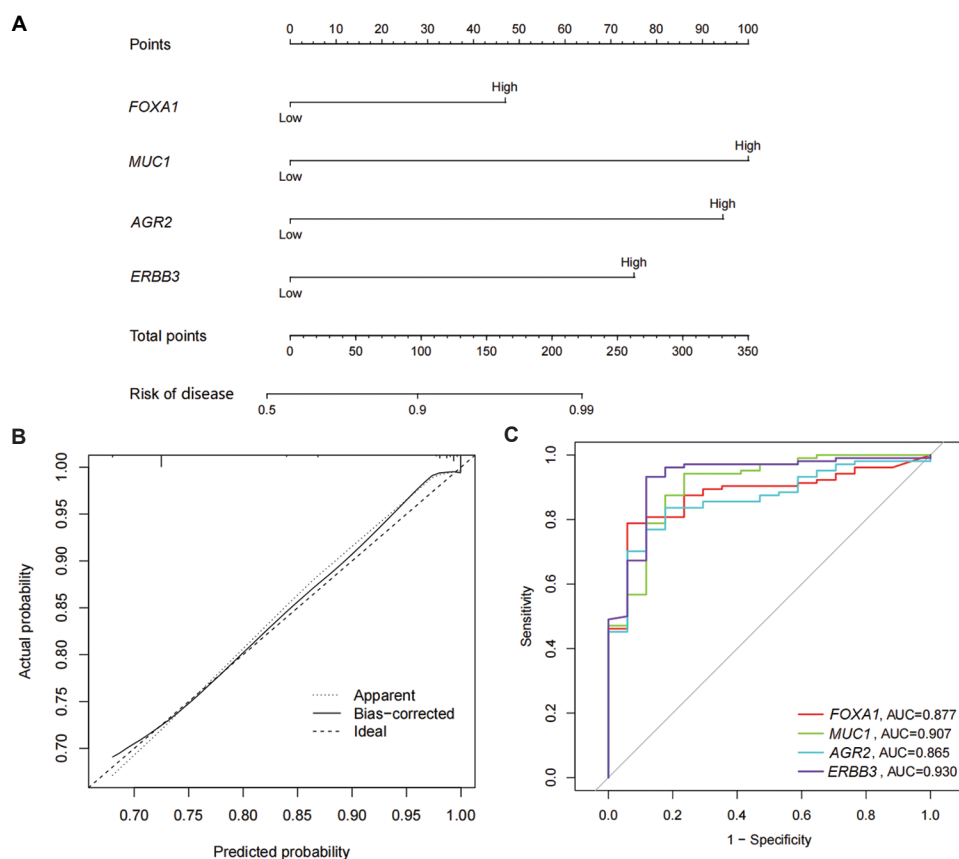 A
Points
0 10 20 30 40 50 60 70 80 90 100
FOXA1
Low
High
MUC1
Low
High
AGR2
Low
High
ERBB3
Low
High
Total points
0 50 100 150 200 250 300 350
Risk of disease
0.5 0.9 0.99
B
Actual probability
1.00
0.95
0.90
0.85
0.80
0.75
0.70
Apparent
Bias-corrected
Ideal
0.70 0.75 0.80 0.85 0.90 0.95 1.00
Predicted probability
C
Sensitivity
1.0
0.8
0.6
0.4
0.2
0.0
FOXA1, AUC=0.877
MUC1, AUC=0.907
AGR2, AUC=0.865
ERBB3, AUC=0.930
0.0 0.2 0.4 0.6 0.8 1.0
1 - Specificity